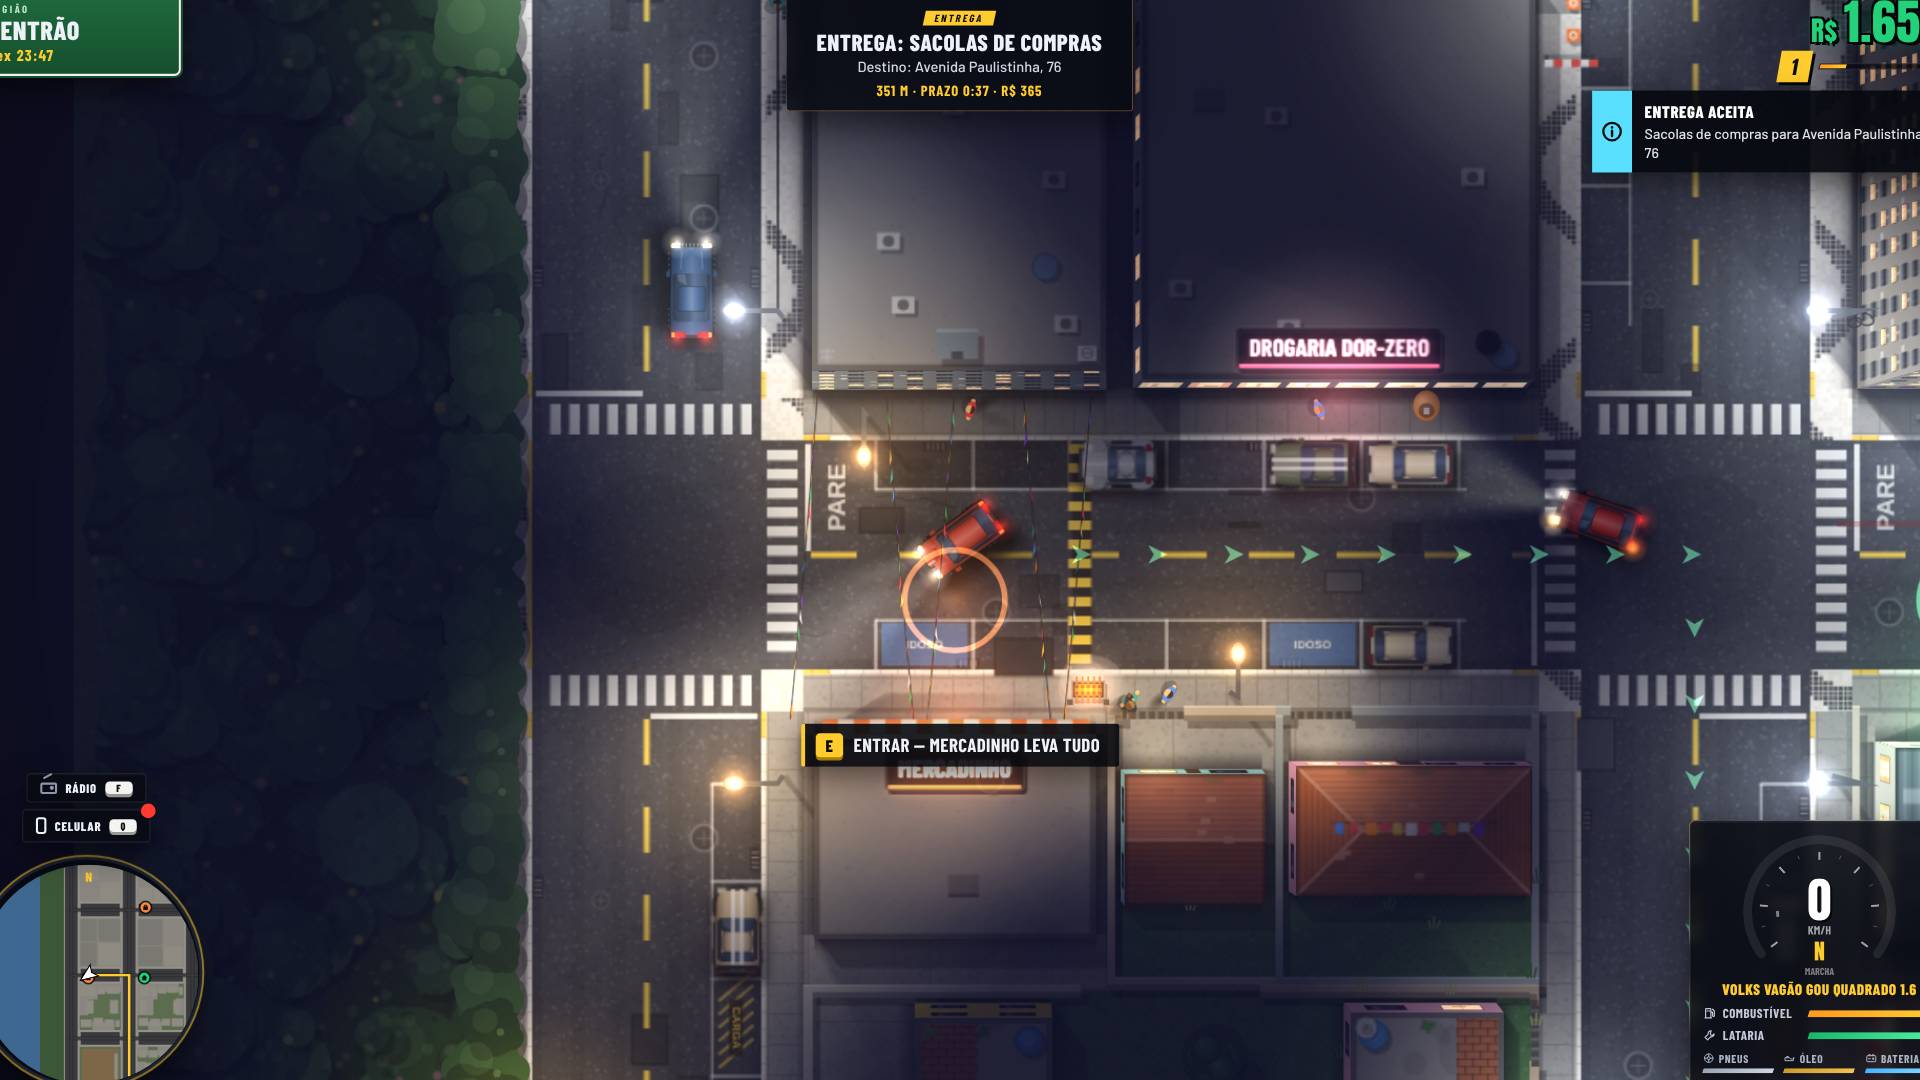 GIÃO
ENTRÃO
ex 23:47
ENTREGA
ENTREGA: SACOLAS DE COMPRAS
Destino: Avenida Paulistinha, 76
351 M · PRAZO 0:37 · R$ 365
R$ 1.65
1
ENTREGA ACEITA
Sacolas de compras para Avenida Paulistinha
76
DROGARIA DOR-ZERO
PARE
PARE
IDOSO
IDOSO
E ENTRAR – MERCADINHO LEVA TUDO
MERCADINHO
RÁDIO F
CELULAR 0
N
CARGA
0
KM/H
N
MARCHA
VOLKS VAGÃO GOU QUADRADO 1.6
COMBUSTÍVEL
LATARIA
PNEUS ÓLEO BATERIA